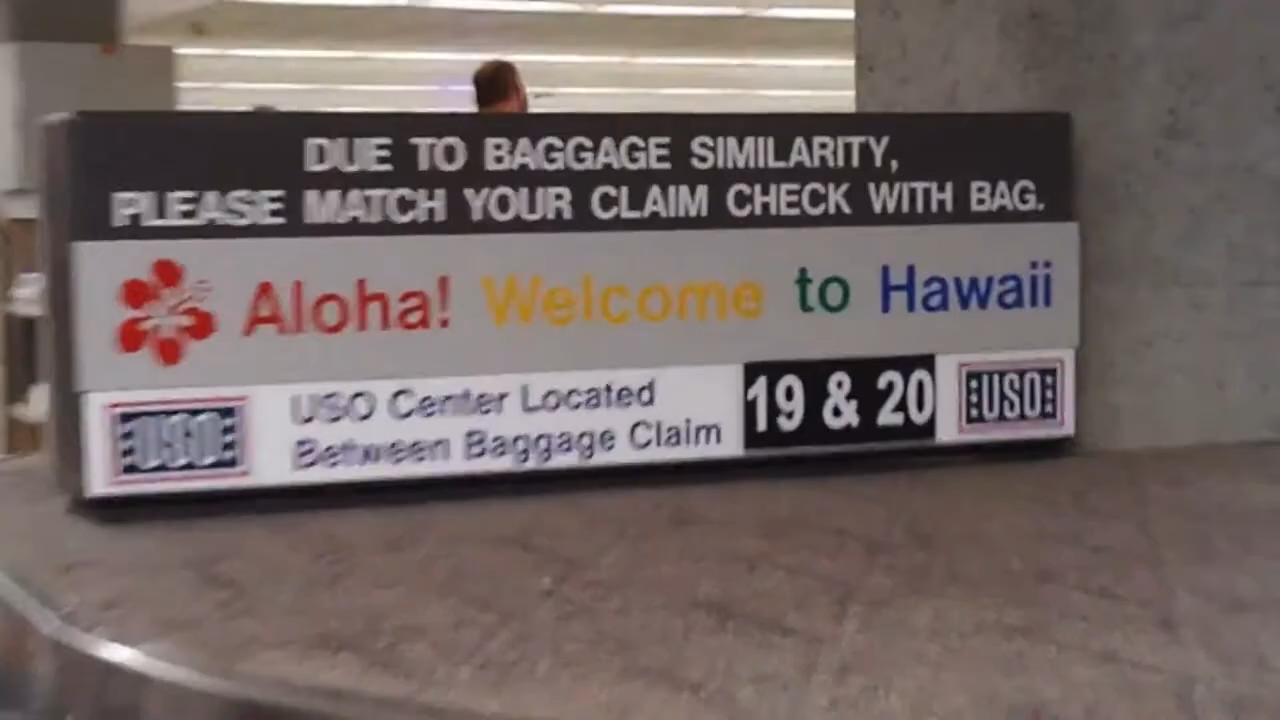 DUE TO BAGGAGE SIMILARITY,
PLEASE MATCH YOUR CLAIM CHECK WITH BAG.
Aloha! Welcome to Hawaii
USO USO Center Located
Between Baggage Claim 19 & 20 USO